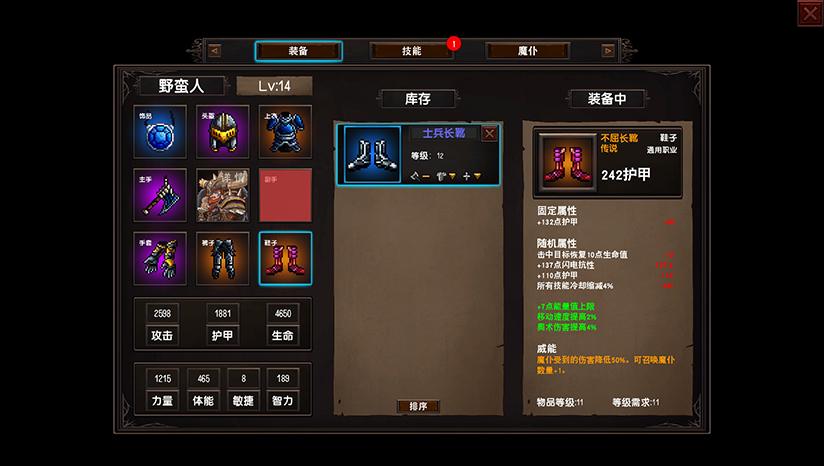 装备
技能
1
魔仆
野蛮人
Lv:14
饰品
头盔
上衣
主手
详情
副手
手套
裤子
鞋子
2598
1881
4650
攻击
护甲
生命
1215
465
8
189
力量
体能
敏捷
智力
库存
士兵长靴
等级: 12
排序
装备中
不屈长靴
鞋子
传说
通用职业
242护甲
固定属性
+132点护甲
随机属性
击中目标恢复10点生命值
+137点闪电抗性
+110点护甲
所有技能冷却缩减4%
+7点能量值上限
移动速度提高2%
奥术伤害提高4%
威能
魔仆受到的伤害降低50%。可召唤魔仆
数量+1。
物品等级:11
等级需求:11